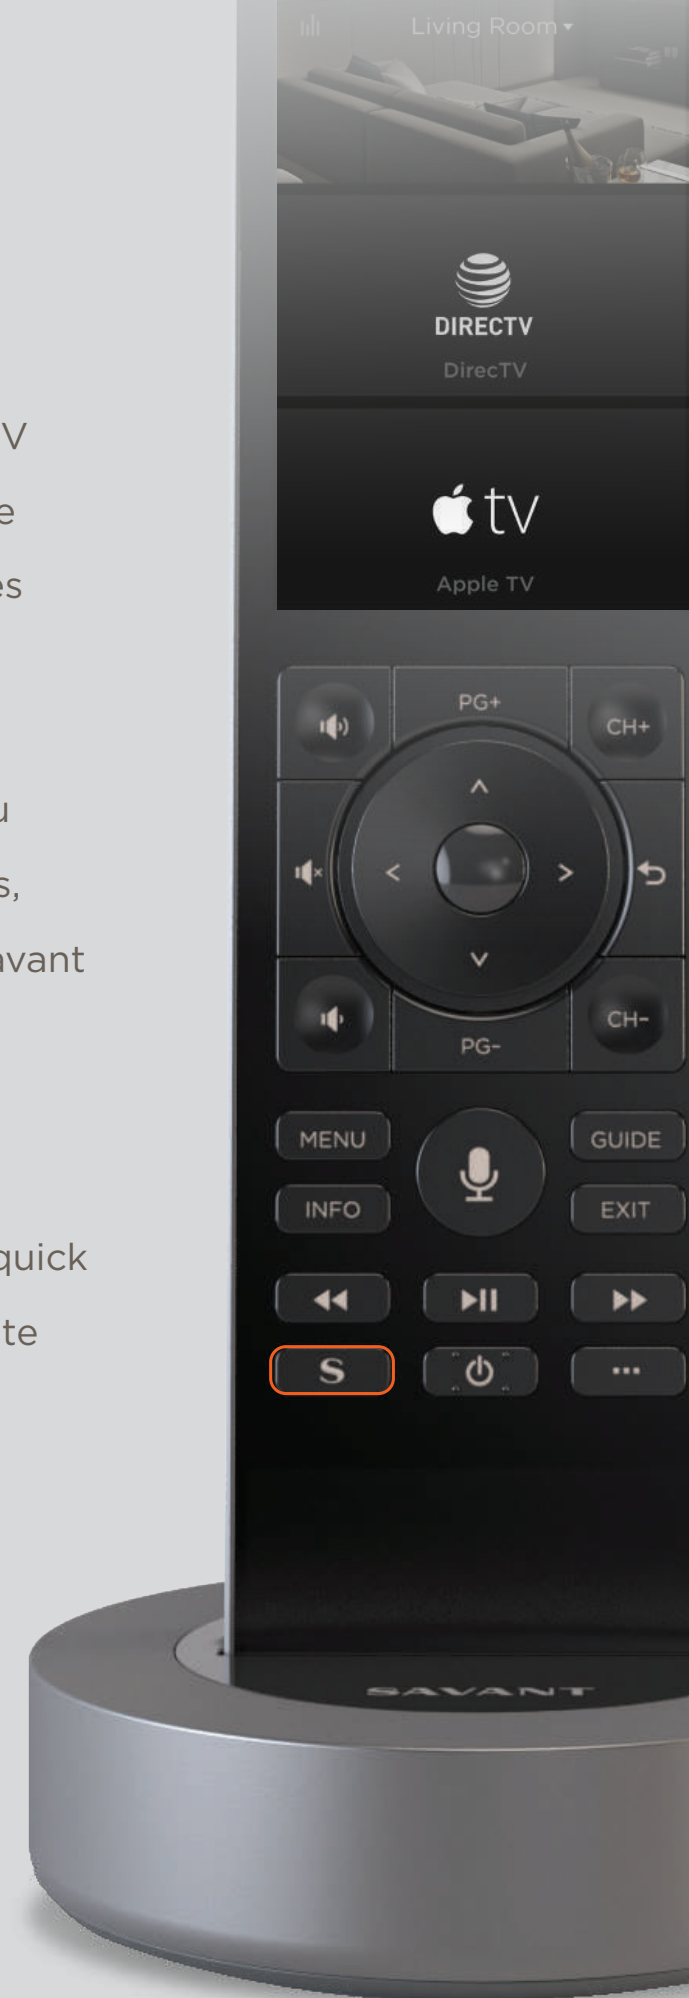 Living Room
DIRECTV
DirecTV
V
e
es
tv
Apple TV
PG+
CH+
u
s,
avant
CH-
PG-
MENU
GUIDE
INFO
EXIT
quick
te
S
SAVANT